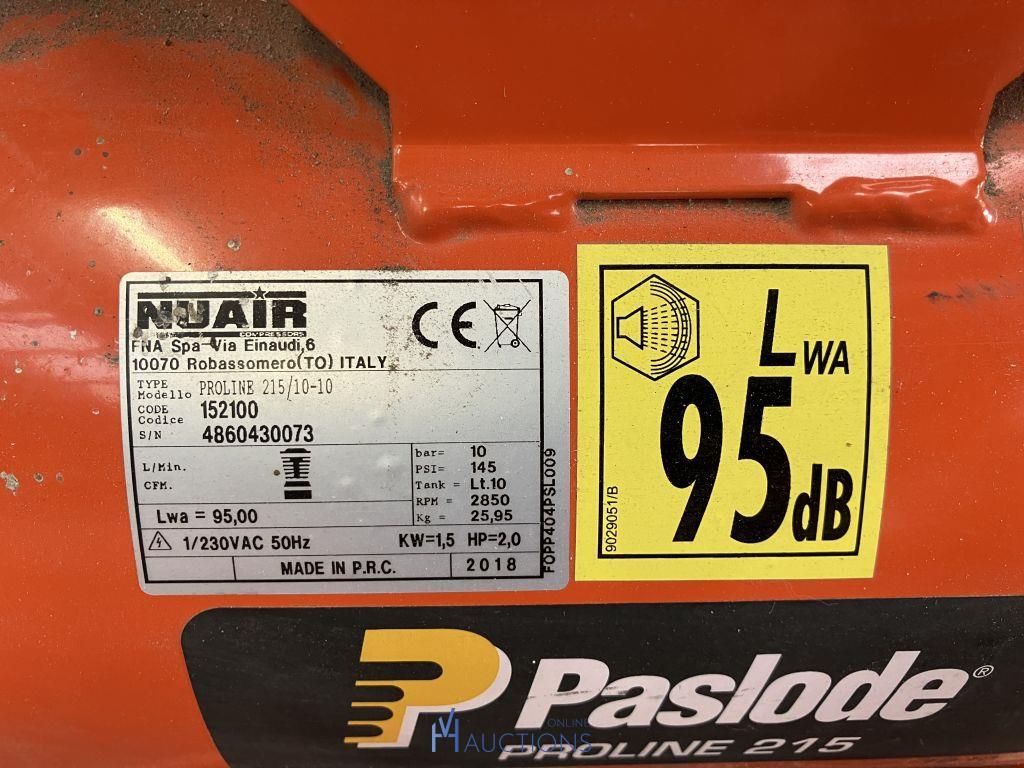 NUAIR
COMPRESSORS
CE
FNA Spa-Via Einaudi,6
10070 Robassomero(TO) ITALY
TYPE
Modello PROLINE 215/10-10
CODE
Codice 152100
S/N 4860430073
L/Min.
CFM.
Lwa = 95,00
bar= 10
PSI= 145
Tank = Lt.10
RPM = 2850
Kg = 25,95
1/230VAC 50Hz KW=1,5 HP=2,0
MADE IN P.R.C. 2018
FOPP404PSL009
LWA
95dB
9029051/B
Paslode®
PROLINE 215
VH ONLINE
AUCTIONS